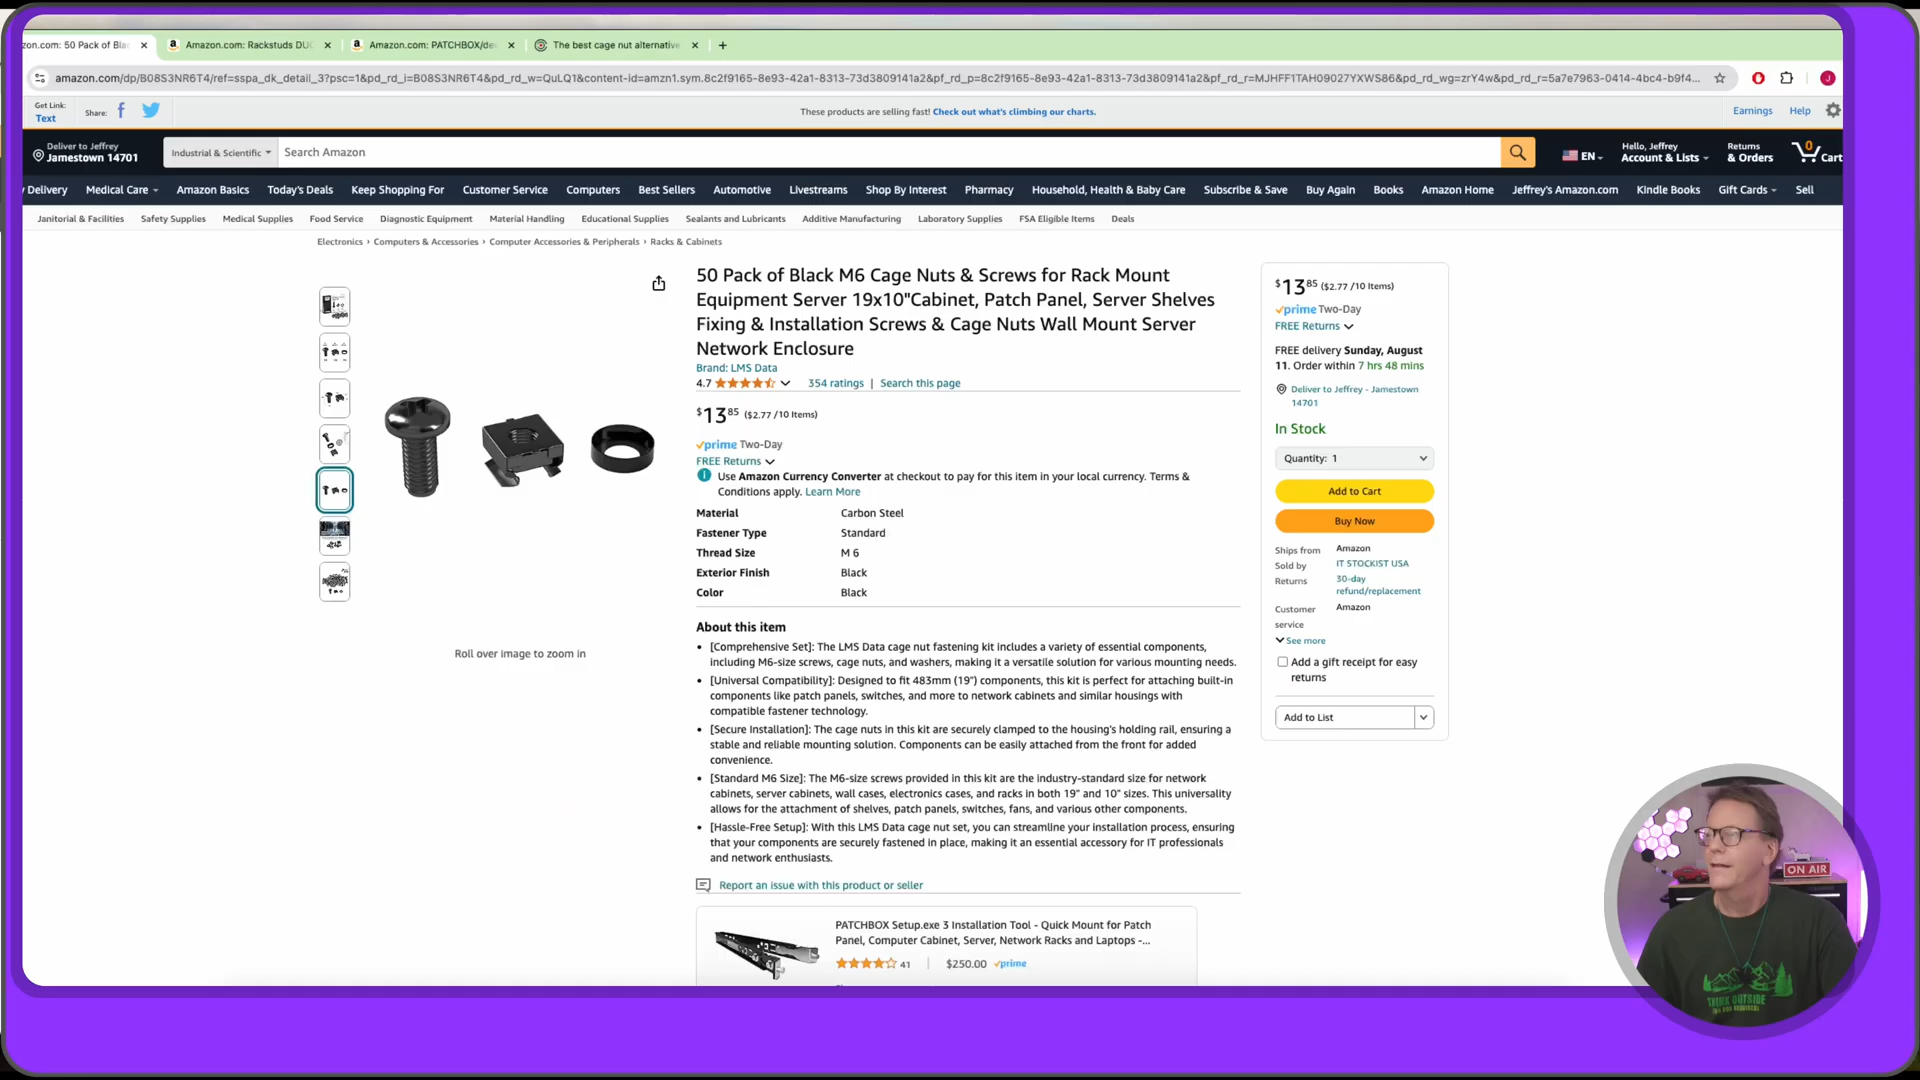 zon.com: 50 Pack of Bla
Amazon.com: Rackstuds DUO
Amazon.com: PATCHBOX/de
The best cage nut alternative
amazon.com/dp/B08S3NR6T4/ref=sspa_dk_detail_3?psc=1&pd_rd_i=B08S3NR6T4&pd_rd_w=QuLQ1&content-id=amzn1.sym.8c2f9165-8e93-42a1-8313-73d3809141a2&pf_rd_p=8c2f9165-8e93-42a1-8313-73d3809141a2&pf_rd_r=MJHFF1TAH09027YXWS86&pd_rd_wg=zrY4w&pd_rd_r=5a7e7963-0414-4bc4-b9f4...
J
Get Link:
Text
Share:
These products are selling fast! Check out what's climbing our charts.
Earnings
Help
Deliver to Jeffrey
Jamestown 14701
Industrial & Scientific
Search Amazon
EN
Hello, Jeffrey
Account & Lists
Returns
& Orders
0
Cart
y Delivery
Medical Care
Amazon Basics
Today's Deals
Keep Shopping For
Customer Service
Computers
Best Sellers
Automotive
Livestreams
Shop By Interest
Pharmacy
Household, Health & Baby Care
Subscribe & Save
Buy Again
Books
Amazon Home
Jeffrey's Amazon.com
Kindle Books
Gift Cards
Sell
Janitorial & Facilities
Safety Supplies
Medical Supplies
Food Service
Diagnostic Equipment
Material Handling
Educational Supplies
Sealants and Lubricants
Additive Manufacturing
Laboratory Supplies
FSA Eligible Items
Deals
Electronics › Computers & Accessories › Computer Accessories & Peripherals › Racks & Cabinets
50 Pack of Black M6 Cage Nuts & Screws for Rack Mount
Equipment Server 19x10"Cabinet, Patch Panel, Server Shelves
Fixing & Installation Screws & Cage Nuts Wall Mount Server
Network Enclosure
Brand: LMS Data
4.7
354 ratings | Search this page
$13 85 ($2.77 /10 Items)
prime Two-Day
FREE Returns
Use Amazon Currency Converter at checkout to pay for this item in your local currency. Terms &
Conditions apply. Learn More
Material Carbon Steel
Fastener Type Standard
Thread Size M 6
Exterior Finish Black
Color Black
About this item
• [Comprehensive Set]: The LMS Data cage nut fastening kit includes a variety of essential components,
including M6-size screws, cage nuts, and washers, making it a versatile solution for various mounting needs.
• [Universal Compatibility]: Designed to fit 483mm (19") components, this kit is perfect for attaching built-in
components like patch panels, switches, and more to network cabinets and similar housings with
compatible fastener technology.
• [Secure Installation]: The cage nuts in this kit are securely clamped to the housing's holding rail, ensuring a
stable and reliable mounting solution. Components can be easily attached from the front for added
convenience.
• [Standard M6 Size]: The M6-size screws provided in this kit are the industry-standard size for network
cabinets, server cabinets, wall cases, electronics cases, and racks in both 19" and 10" sizes. This universality
allows for the attachment of shelves, patch panels, switches, fans, and various other components.
• [Hassle-Free Setup]: With this LMS Data cage nut set, you can streamline your installation process, ensuring
that your components are securely fastened in place, making it an essential accessory for IT professionals
and network enthusiasts.
Report an issue with this product or seller
PATCHBOX Setup.exe 3 Installation Tool - Quick Mount for Patch
Panel, Computer Cabinet, Server, Network Racks and Laptops -...
41 | $250.00 prime
Roll over image to zoom in
$13 85 ($2.77 /10 Items)
prime Two-Day
FREE Returns
FREE delivery Sunday, August
11. Order within 7 hrs 48 mins
Deliver to Jeffrey - Jamestown
14701
In Stock
Quantity: 1
Add to Cart
Buy Now
Ships from Amazon
Sold by IT STOCKIST USA
Returns 30-day
refund/replacement
Customer Amazon
service
See more
Add a gift receipt for easy
returns
Add to List
ON AIR
THINK OUTSIDE